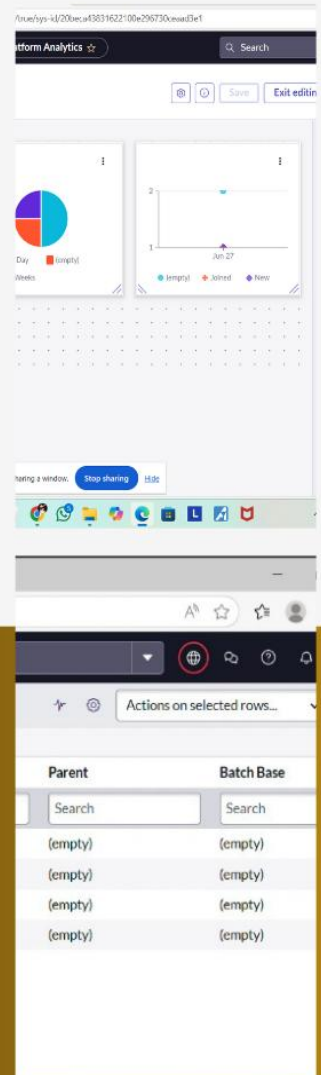 /true/sys-id/20beca43831622100e296730ceaad3e1
atform Analytics
Search
Save
Exit editin
2
1
Jun 27
Day
(empty)
Weeks
(empty)
Joined
New
haring a window.
Stop sharing
Hide
L
Actions on selected rows...
Parent
Batch Base
Search
Search
(empty)
(empty)
(empty)
(empty)
(empty)
(empty)
(empty)
(empty)